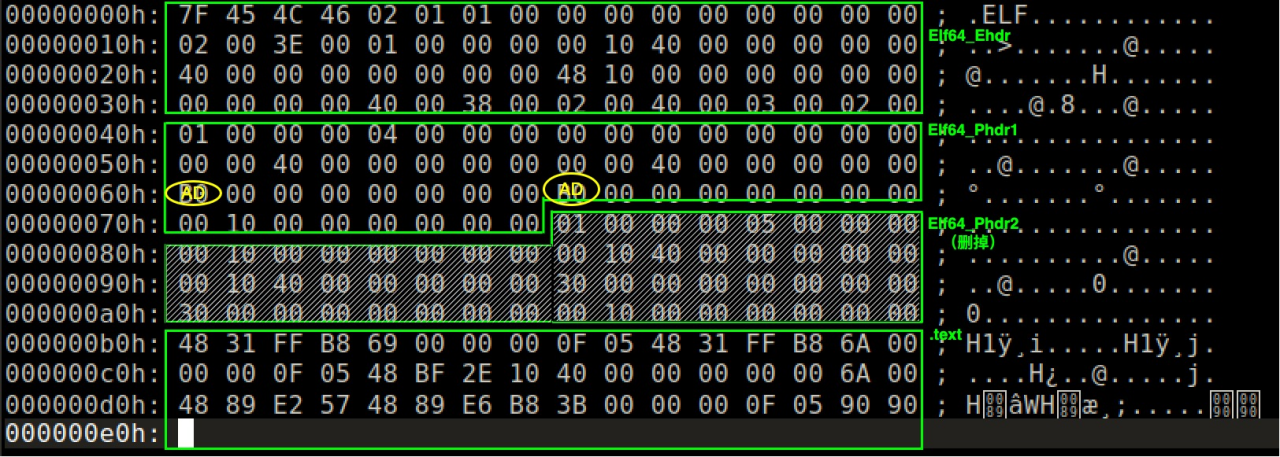 00000000h: 7F 45 4C 46 02 01 01 00 00 00 00 00 00 00 00 00 ; .ELF............
Elf64_Ehdr
00000010h: 02 00 3E 00 01 00 00 00 00 10 40 00 00 00 00 00 ; ..>.......@.....
00000020h: 40 00 00 00 00 00 00 00 48 10 00 00 00 00 00 00 ; @.......H.......
00000030h: 00 00 00 00 40 00 38 00 02 00 40 00 03 00 02 00 ; ....@.8...@.....
Elf64_Phdr1
00000040h: 01 00 00 00 04 00 00 00 00 00 00 00 00 00 00 00 ; ................
00000050h: 00 00 40 00 00 00 00 00 00 00 40 00 00 00 00 00 ; ..@.......@.....
00000060h: AD 00 00 00 00 00 00 00 AD 00 00 00 00 00 00 00 ; °.......°.......
00000070h: 00 10 00 00 00 00 00 00 01 00 00 00 05 00 00 00 ; ................
Elf64_Phdr2
(删掉)
00000080h: 00 10 00 00 00 00 00 00 00 10 40 00 00 00 00 00 ; ..........@.....
00000090h: 00 10 40 00 00 00 00 00 30 00 00 00 00 00 00 00 ; ..@.....0.......
000000a0h: 30 00 00 00 00 00 00 00 00 10 00 00 00 00 00 00 ; 0...............
.text
000000b0h: 48 31 FF B8 69 00 00 00 0F 05 48 31 FF B8 6A 00 ; H1ÿ¸i.....H1ÿ¸j.
000000c0h: 00 00 0F 05 48 BF 2E 10 40 00 00 00 00 00 6A 00 ; ....H¿..@.....j.
000000d0h: 48 89 E2 57 48 89 E6 B8 3B 00 00 00 0F 05 90 90 ; H0089âWH0089æ¸;.....00900090
000000e0h: